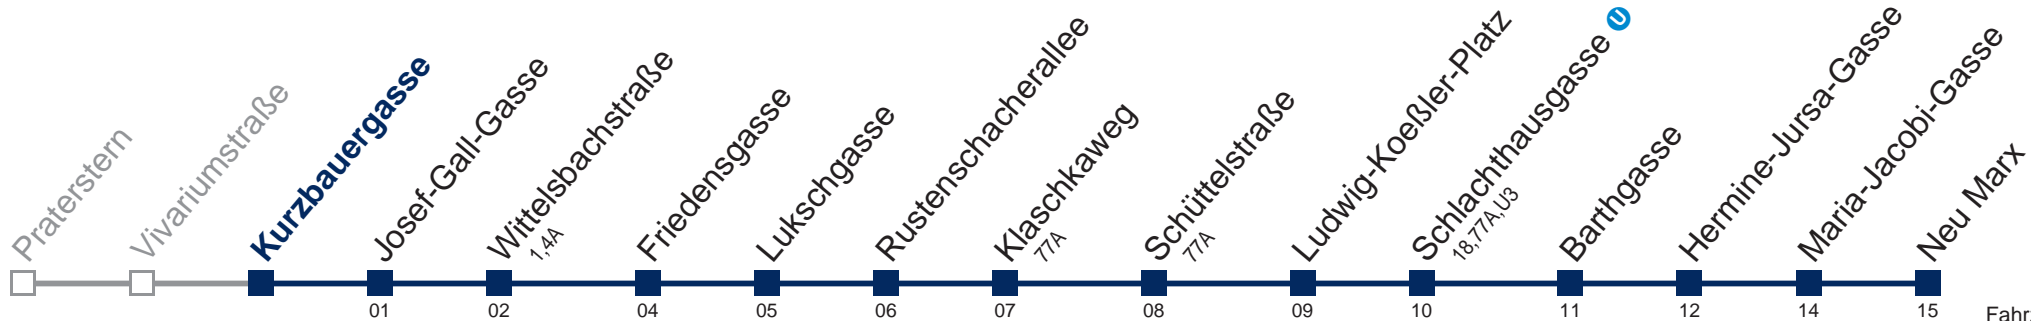 Praterstern
Vivariumstraße
Kurzbauergasse
Josef-Gall-Gasse
Wittelsbachstraße
1,4A
Friedensgasse
Lukschgasse
Rustenschacherallee
Klaschkaweg
77A
Schüttelstraße
77A
Ludwig-Koeßler-Platz
Schlachthausgasse U
18,77A,U3
Barthgasse
Hermine-Jursa-Gasse
Maria-Jacobi-Gasse
Neu Marx
01 02 04 05 06 07 08 09 10 11 12 14 15 Fahrz